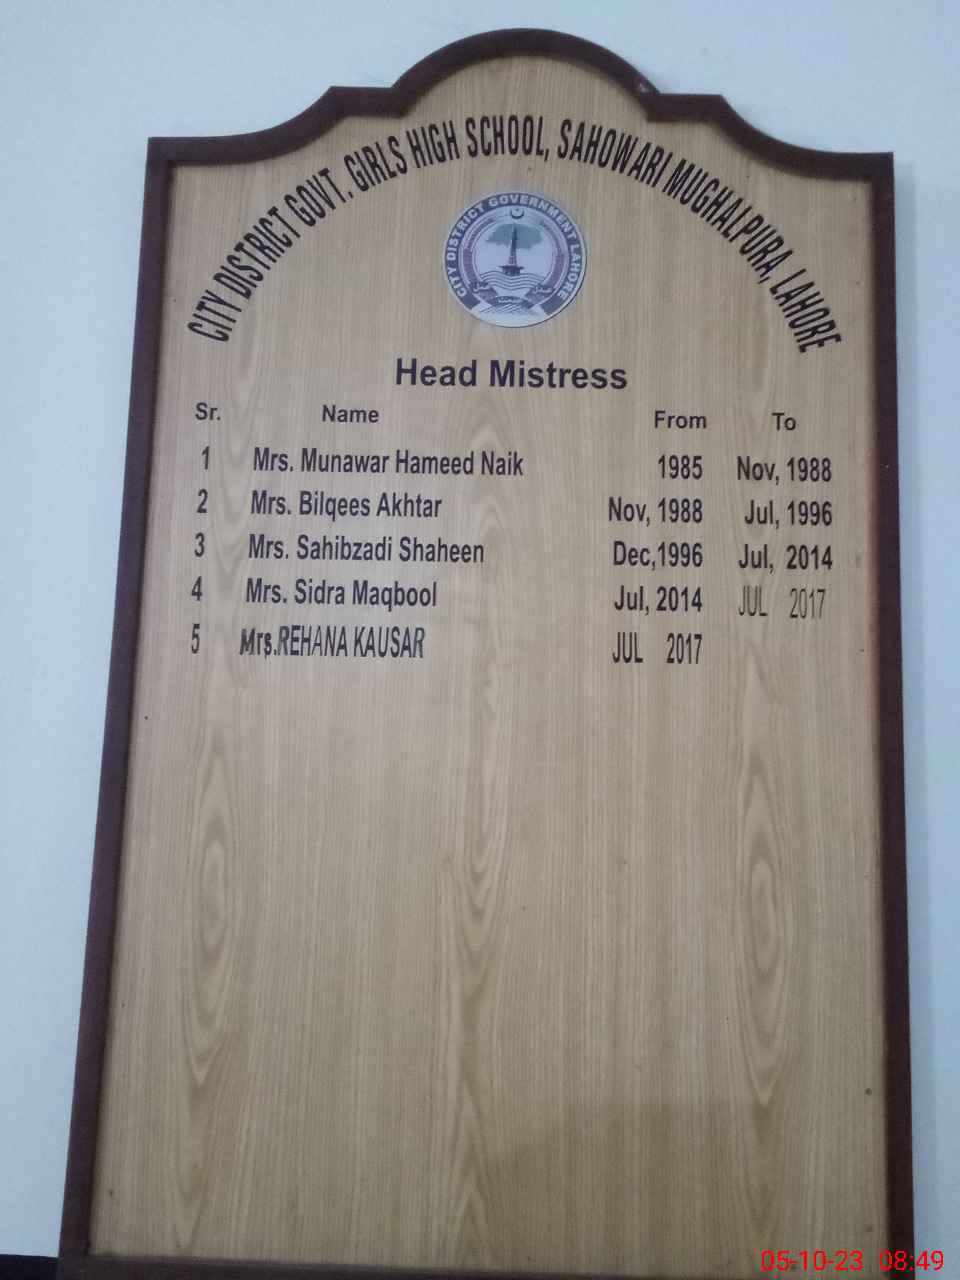 CITY DISTRICT GOVT. GIRLS HIGH SCHOOL, SAHOWARI MUGHALPURA, LAHORE
CITY DISTRICT GOVERNMENT LAHORE
Head Mistress
Sr. Name From To
1 Mrs. Munawar Hameed Naik 1985 Nov, 1988
2 Mrs. Bilqees Akhtar Nov, 1988 Jul, 1996
3 Mrs. Sahibzadi Shaheen Dec,1996 Jul, 2014
4 Mrs. Sidra Maqbool Jul, 2014 JUL 2017
5 Mrs.REHANA KAUSAR JUL 2017
05-10-23 08:49